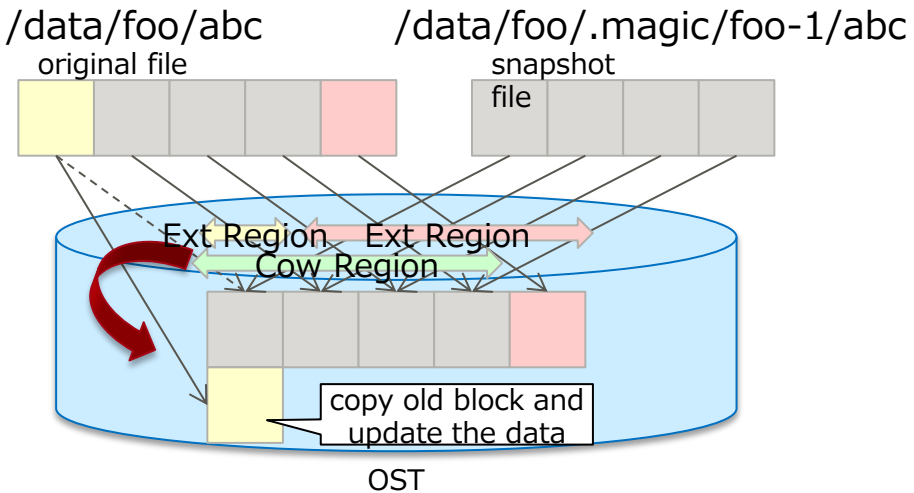 /data/foo/abc
/data/foo/.magic/foo-1/abc
original file
snapshot
file
Ext Region
Ext Region
Cow Region
copy old block and
update the data
OST